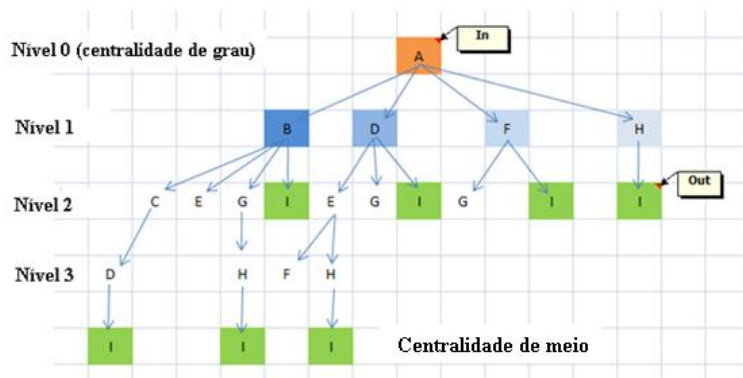 In
Nível 0 (centralidade de grau)
A
Nível 1
B D F H
Out
Nível 2
C E G I E G I G I I
Nível 3
D H F H
I I I
Centralidade de meio